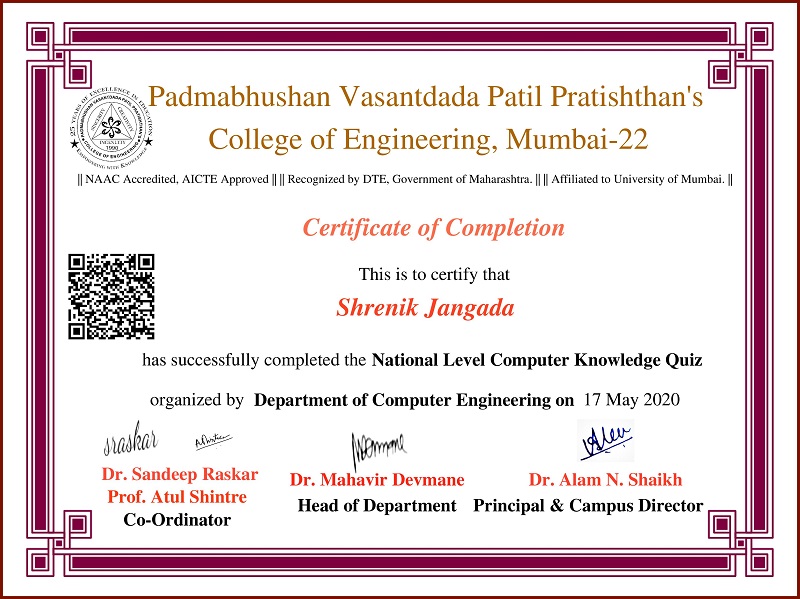 Padmabhushan Vasantdada Patil Pratishthan's
College of Engineering, Mumbai-22
25 YEARS OF EXCELLENCE IN EDUCATION
PADMABHUSHAN VASANTDADA PATIL PRATISHTHAN'S
COLLEGE OF ENGINEERING
SINCERITY
CREATIVITY
INGENUITY
1990
EMPOWERING WITH KNOWLEDGE
|| NAAC Accredited, AICTE Approved || || Recognized by DTE, Government of Maharashtra. || || Affiliated to University of Mumbai. ||
Certificate of Completion
This is to certify that
Shrenik Jangada
has successfully completed the National Level Computer Knowledge Quiz
organized by Department of Computer Engineering on 17 May 2020
sraskar
Dr. Sandeep Raskar
Prof. Atul Shintre
Co-Ordinator
Dr. Mahavir Devmane
Head of Department
Dr. Alam N. Shaikh
Principal & Campus Director